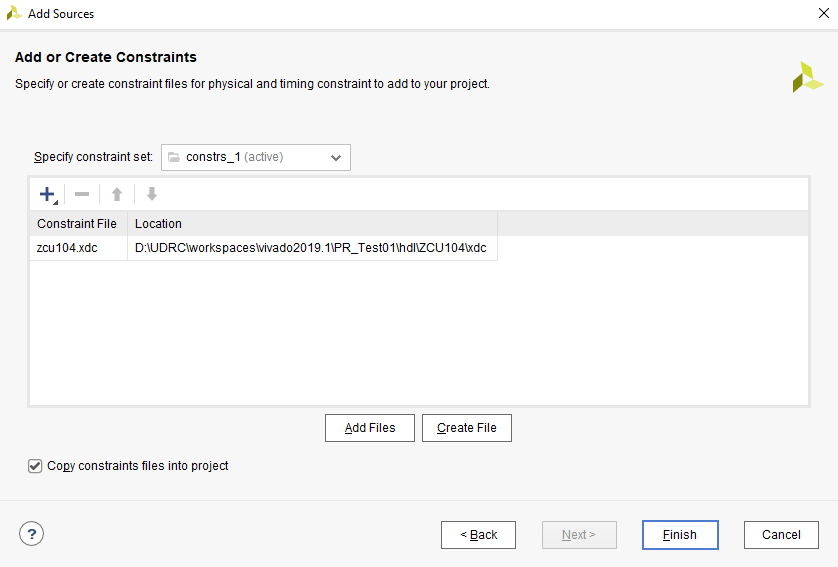 Add Sources
Add or Create Constraints
Specify or create constraint files for physical and timing constraint to add to your project.
Specify constraint set: constrs_1 (active)
Constraint File Location
zcu104.xdc D:\UDRC\workspaces\vivado2019.1\PR_Test01\hdl\ZCU104\xdc
Add Files Create File
Copy constraints files into project
? < Back Next > Finish Cancel